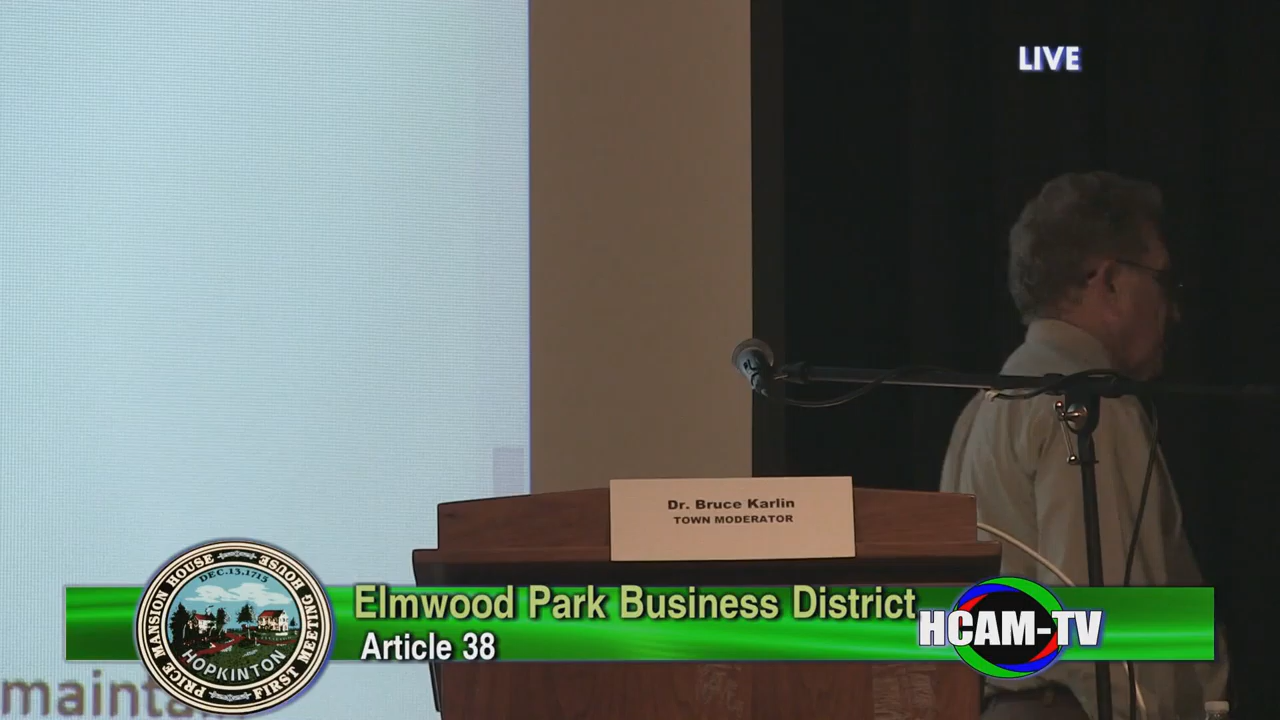 LIVE
Dr. Bruce Karlin
TOWN MODERATOR
Elmwood Park Business District
Article 38
HCAM-TV
PRICE MANSION HOUSE
FIRST MEETING HOUSE
DEC.13.1715
HOPKINTON